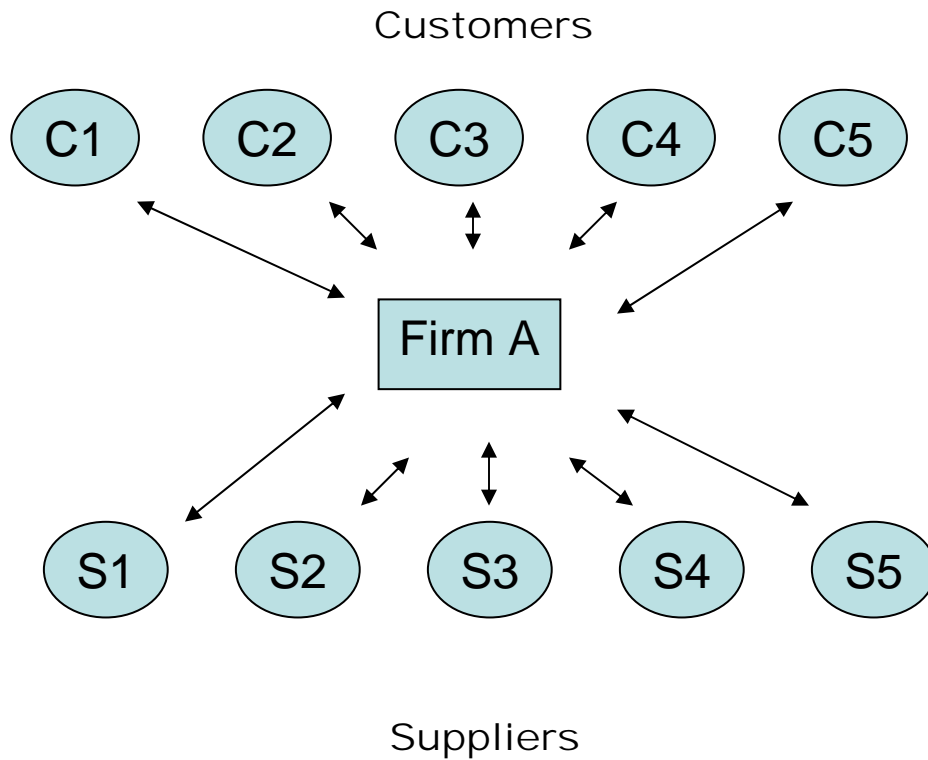 Customers
C1 C2 C3 C4 C5
Firm A
S1 S2 S3 S4 S5
Suppliers